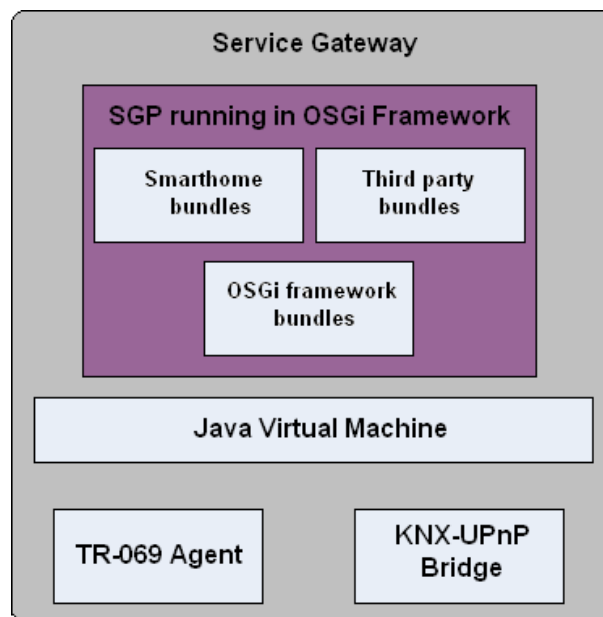 Service Gateway
SGP running in OSGi Framework
Smarthome
bundles
Third party
bundles
OSGi framework
bundles
Java Virtual Machine
TR-069 Agent
KNX-UPnP
Bridge